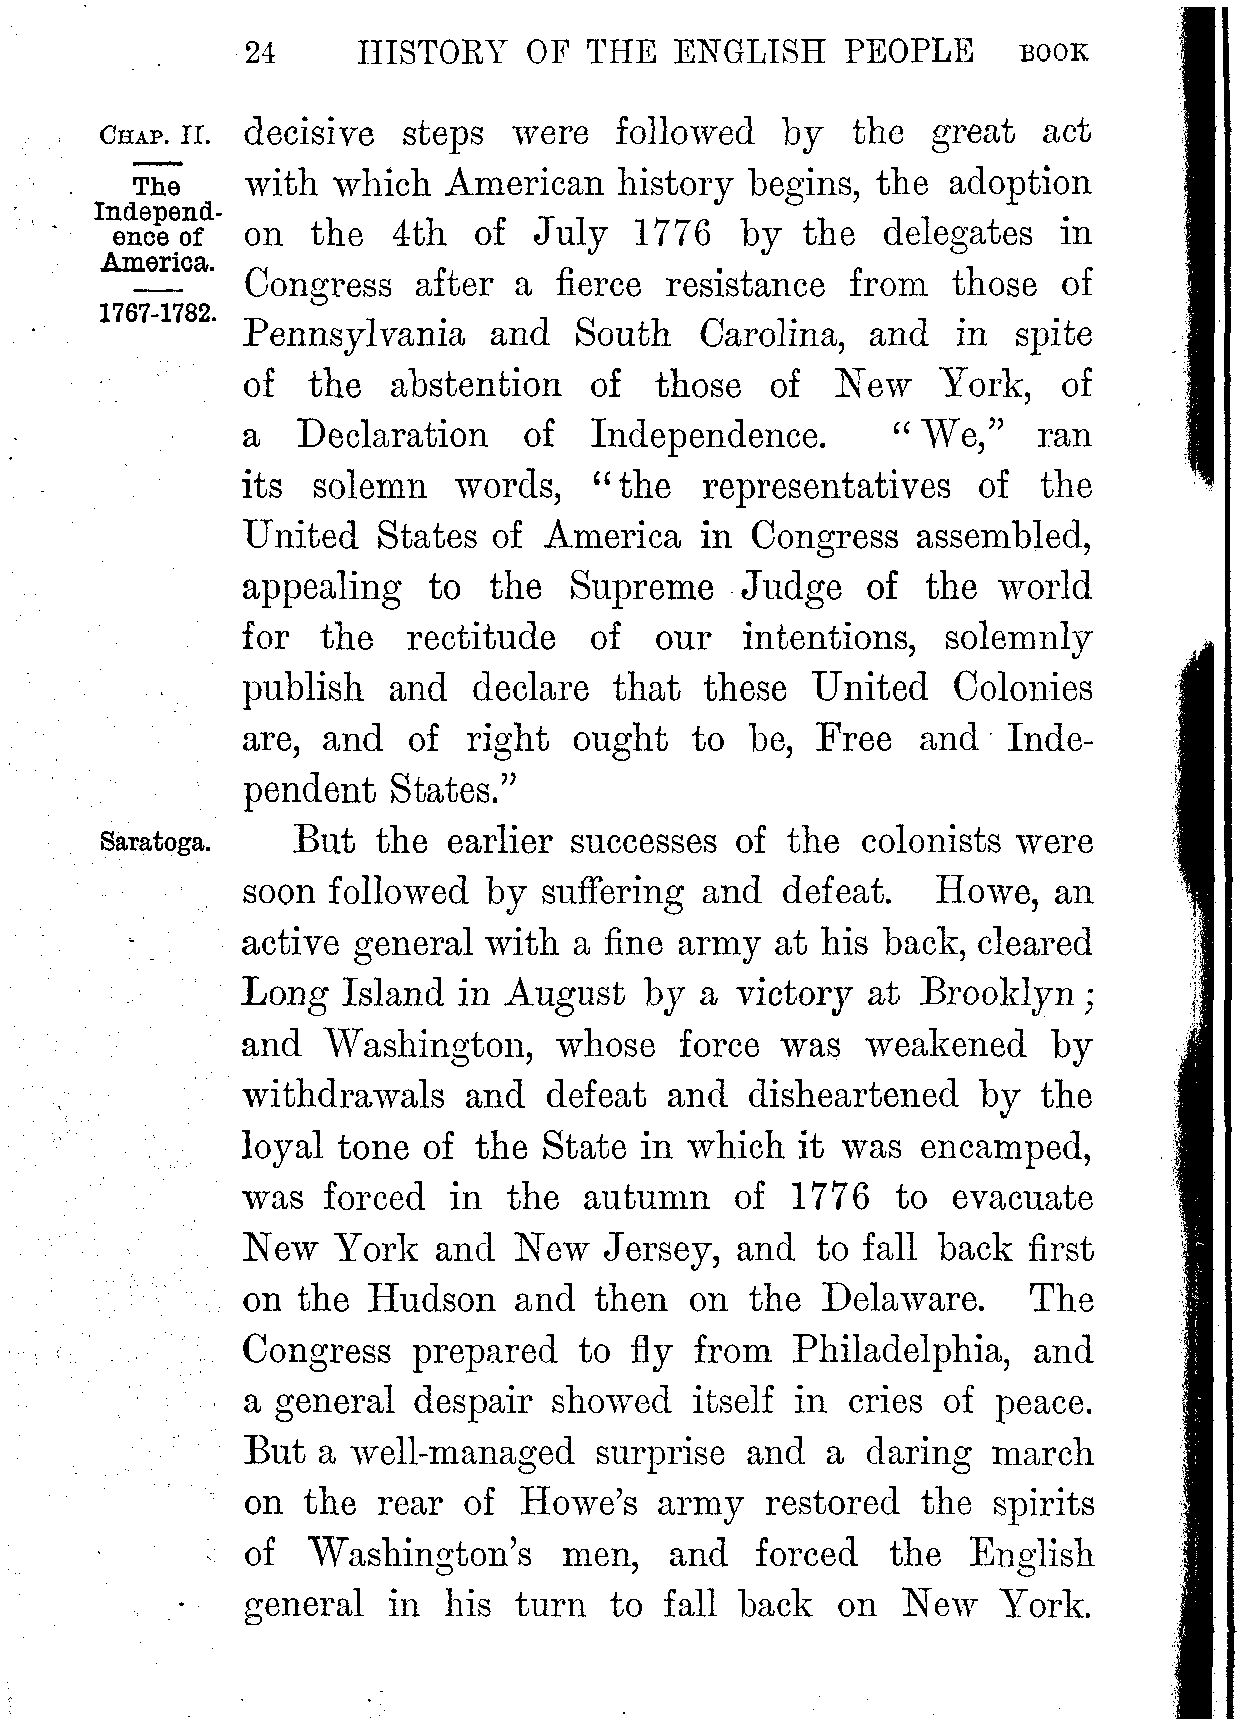 24 HISTORY OF THE ENGLISH PEOPLE BOOK
CHAP. II.
The
Independ-
ence of
America.
1767-1782.
decisive steps were followed by the great act
with which American history begins, the adoption
on the 4th of July 1776 by the delegates in
Congress after a fierce resistance from those of
Pennsylvania and South Carolina, and in spite
of the abstention of those of New York, of
a Declaration of Independence. “We,” ran
its solemn words, “the representatives of the
United States of America in Congress assembled,
appealing to the Supreme Judge of the world
for the rectitude of our intentions, solemnly
publish and declare that these United Colonies
are, and of right ought to be, Free and Inde-
pendent States.”
Saratoga.
But the earlier successes of the colonists were
soon followed by suffering and defeat. Howe, an
active general with a fine army at his back, cleared
Long Island in August by a victory at Brooklyn;
and Washington, whose force was weakened by
withdrawals and defeat and disheartened by the
loyal tone of the State in which it was encamped,
was forced in the autumn of 1776 to evacuate
New York and New Jersey, and to fall back first
on the Hudson and then on the Delaware. The
Congress prepared to fly from Philadelphia, and
a general despair showed itself in cries of peace.
But a well-managed surprise and a daring march
on the rear of Howe’s army restored the spirits
of Washington’s men, and forced the English
general in his turn to fall back on New York.